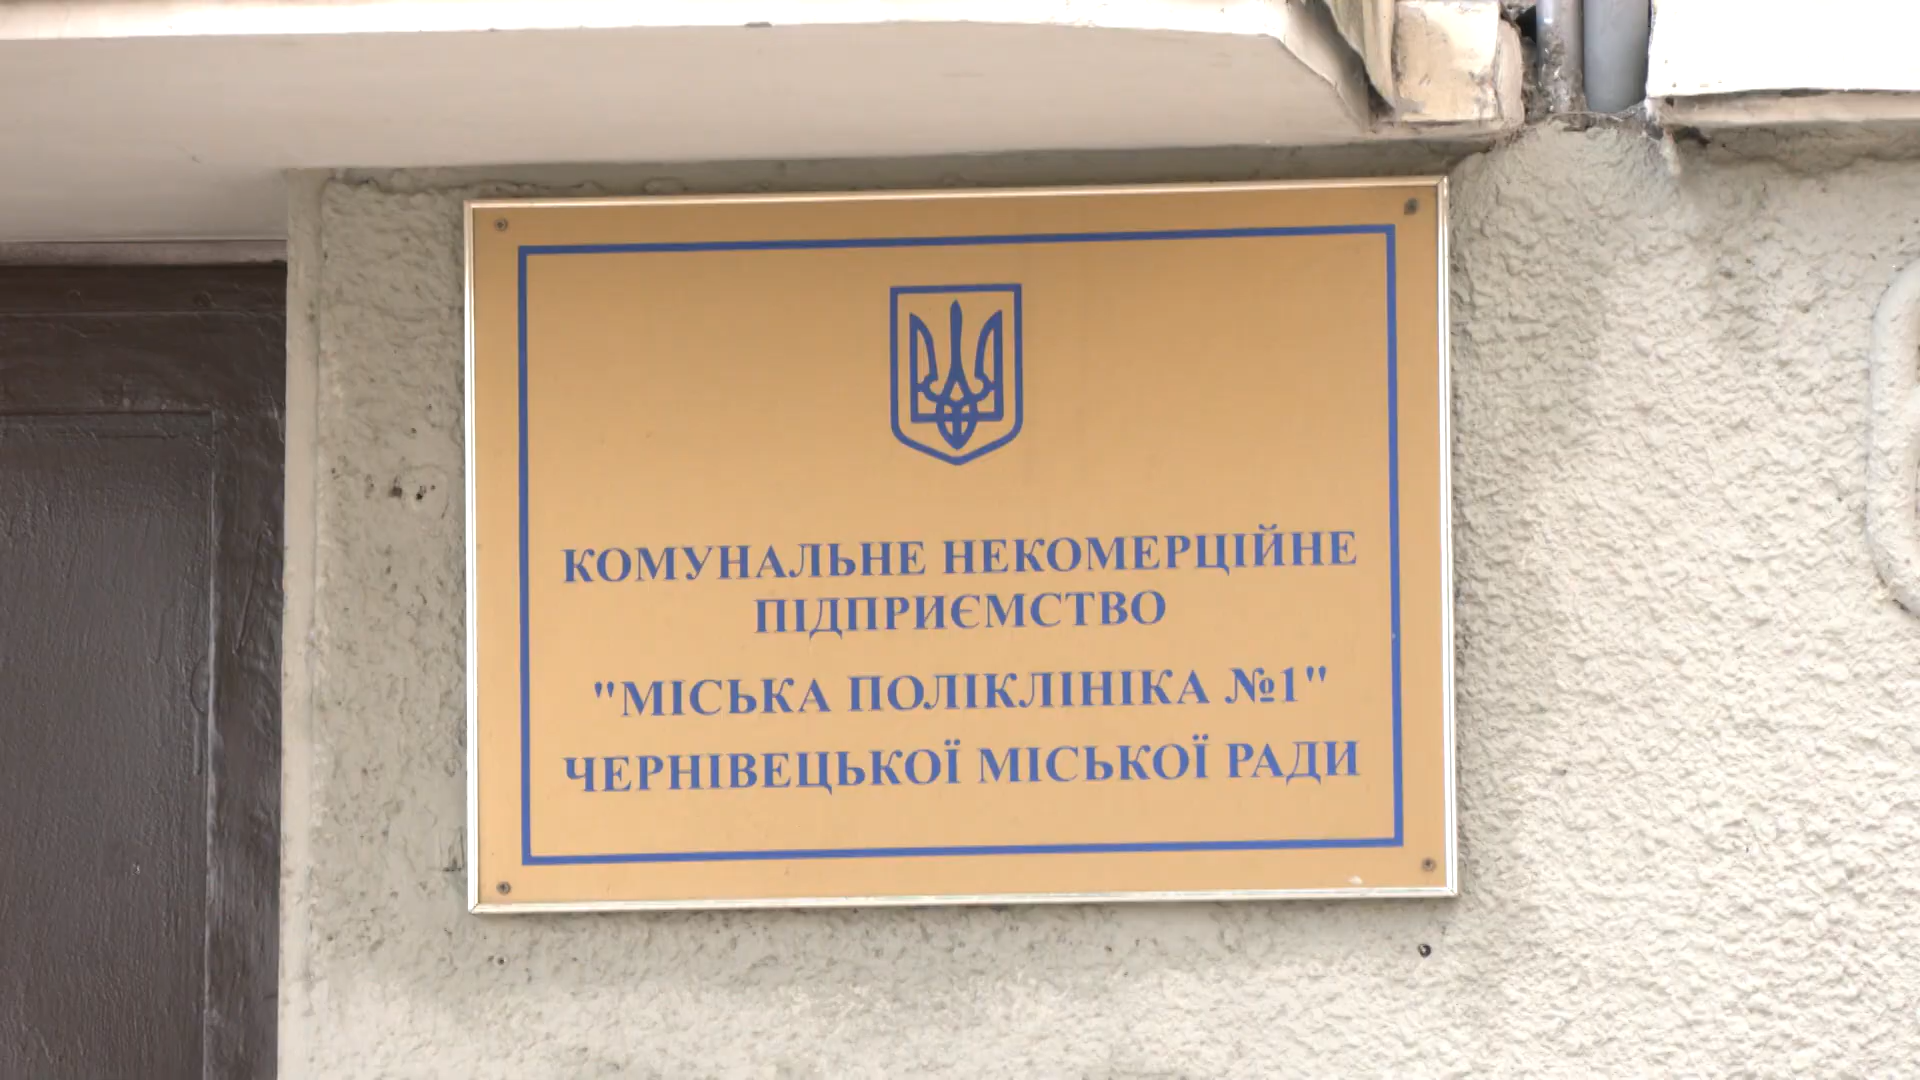 КОМУНАЛЬНЕ НЕКОМЕРЦІЙНЕ
ПІДПРИЄМСТВО
"МІСЬКА ПОЛІКЛІНІКА №1"
ЧЕРНІВЕЦЬКОЇ МІСЬКОЇ РАДИ